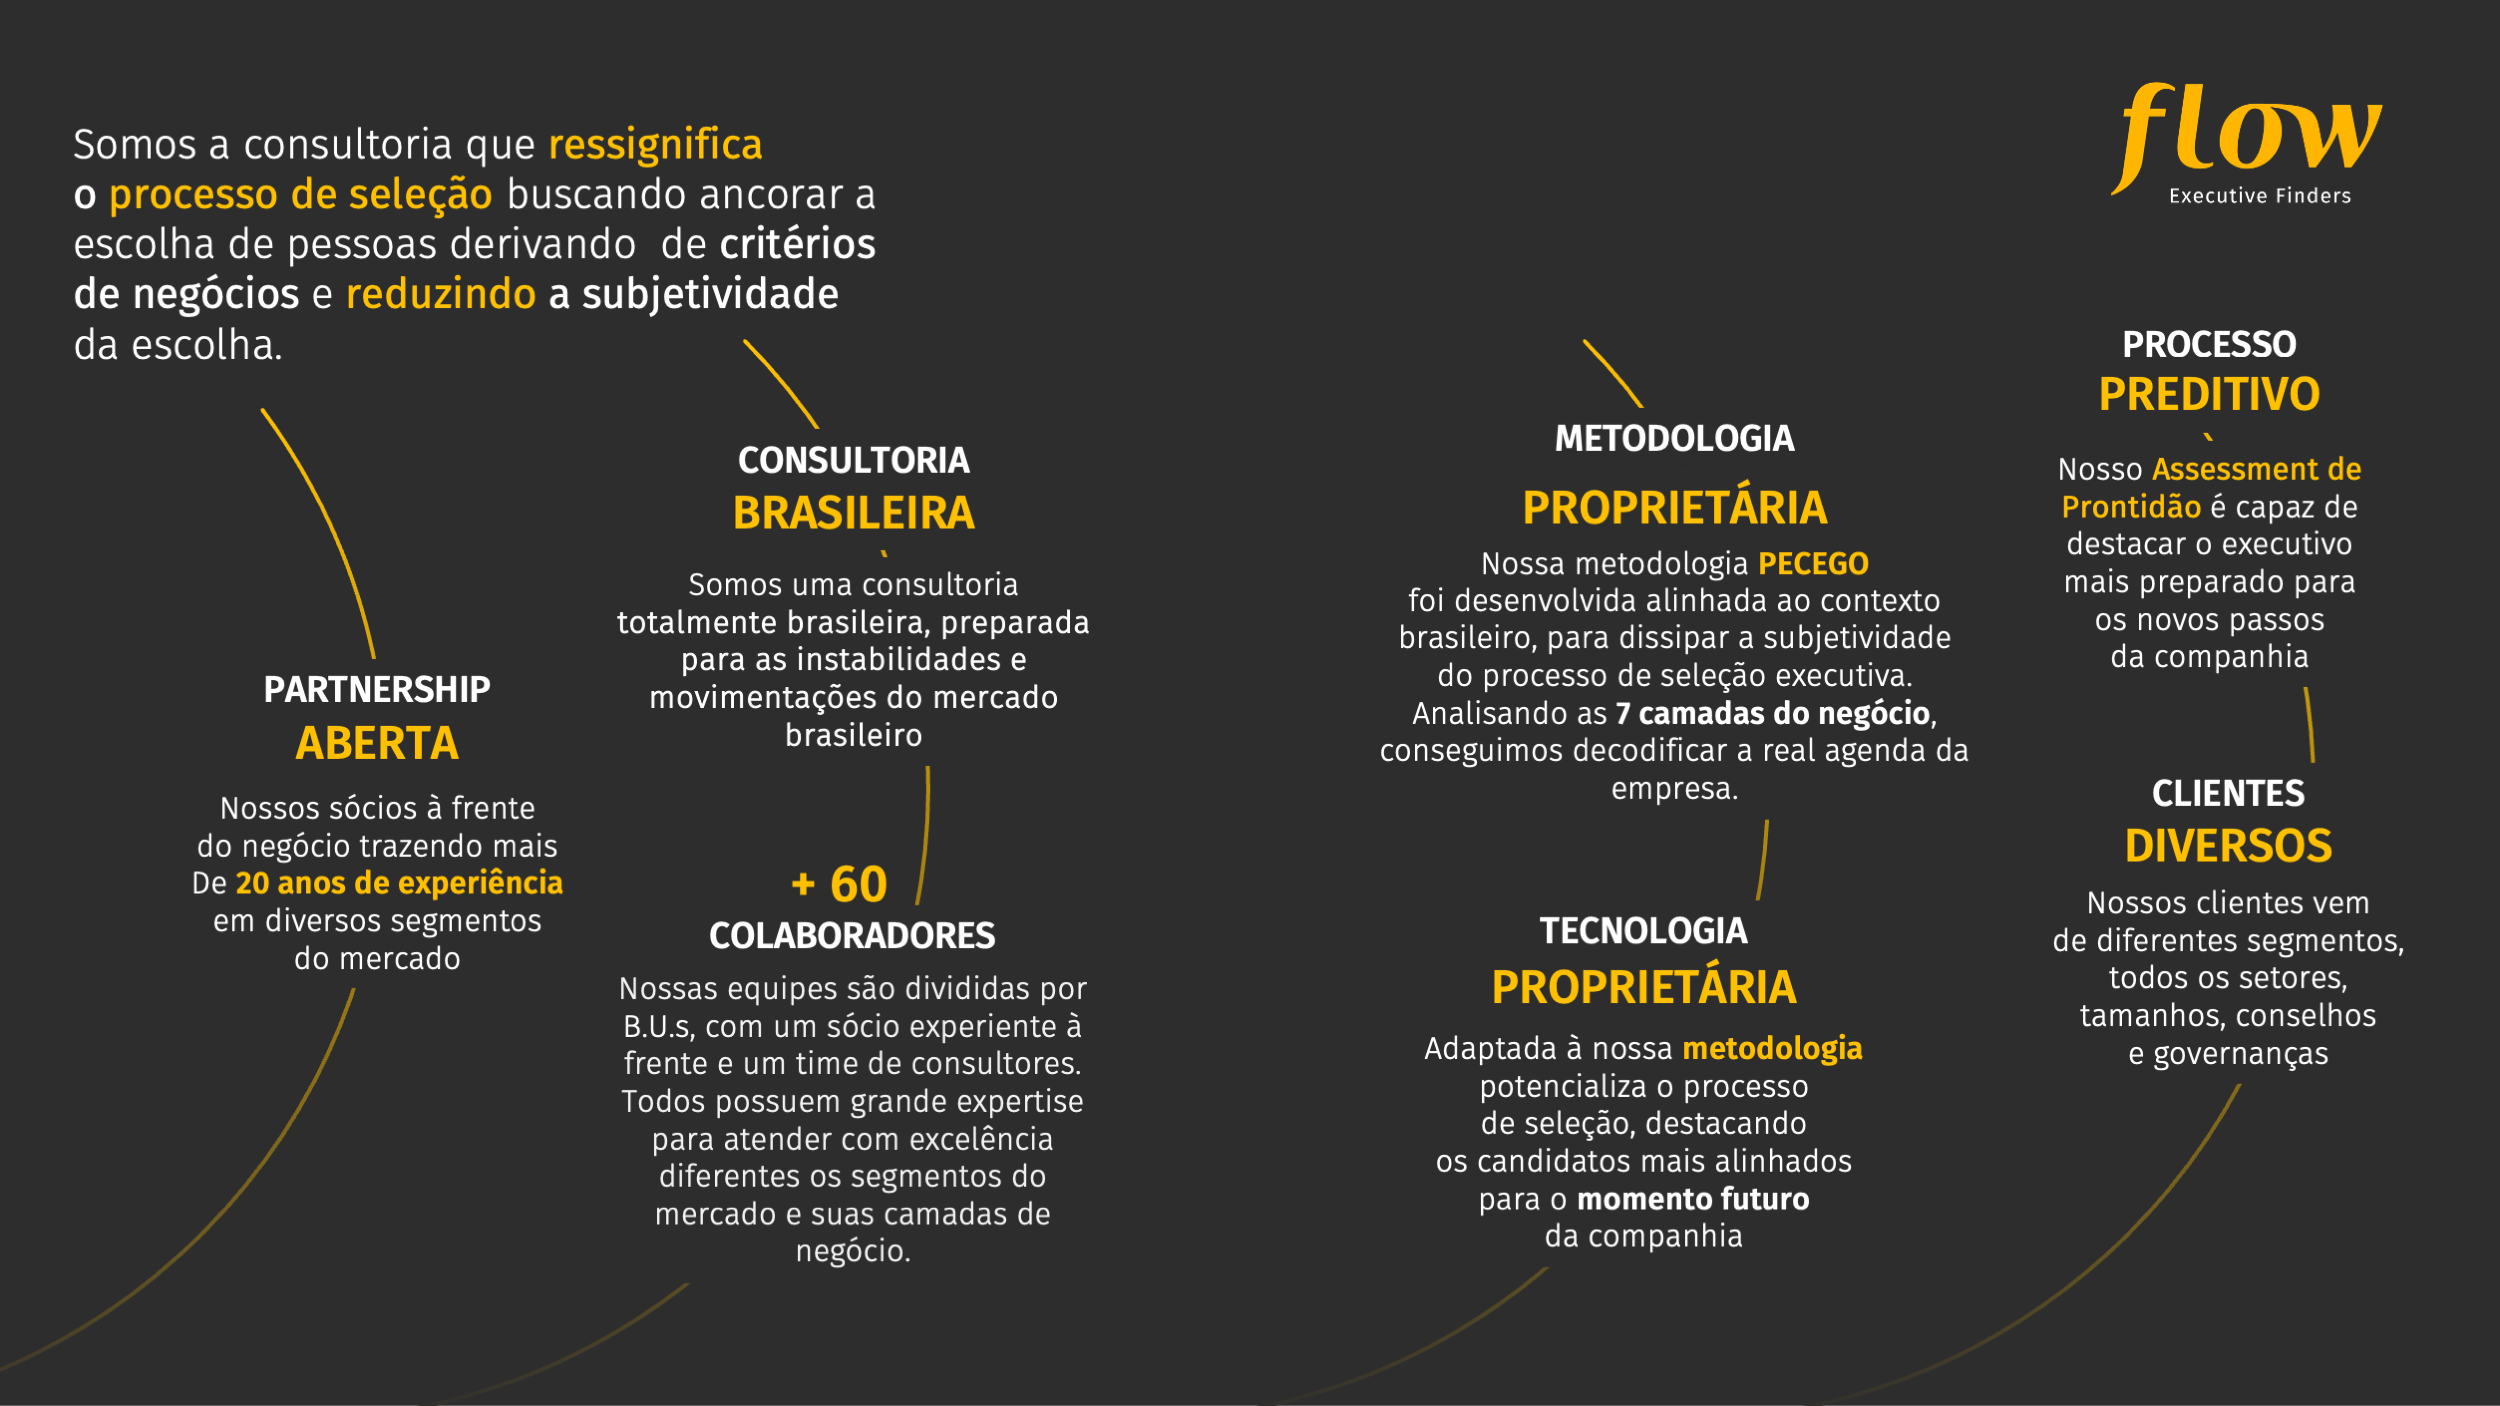 Somos a consultoria que ressignifica
o processo de seleção buscando ancorar a
escolha de pessoas derivando  de critérios
de negócios e reduzindo a subjetividade
da escolha.
flow
Executive Finders
PARTNERSHIP
ABERTA
Nossos sócios à frente
do negócio trazendo mais
De 20 anos de experiência
em diversos segmentos
do mercado
CONSULTORIA
BRASILEIRA
Somos uma consultoria
totalmente brasileira, preparada
para as instabilidades e
movimentações do mercado
brasileiro
+ 60
COLABORADORES
Nossas equipes são divididas por
B.U.s, com um sócio experiente à
frente e um time de consultores.
Todos possuem grande expertise
para atender com excelência
diferentes os segmentos do
mercado e suas camadas de
negócio.
METODOLOGIA
PROPRIETÁRIA
Nossa metodologia PECEGO
foi desenvolvida alinhada ao contexto
brasileiro, para dissipar a subjetividade
do processo de seleção executiva.
Analisando as 7 camadas do negócio,
conseguimos decodificar a real agenda da
empresa.
TECNOLOGIA
PROPRIETÁRIA
Adaptada à nossa metodologia
potencializa o processo
de seleção, destacando
os candidatos mais alinhados
para o momento futuro
da companhia
PROCESSO
PREDITIVO
Nosso Assessment de
Prontidão é capaz de
destacar o executivo
mais preparado para
os novos passos
da companhia
CLIENTES
DIVERSOS
Nossos clientes vem
de diferentes segmentos,
todos os setores,
tamanhos, conselhos
e governanças